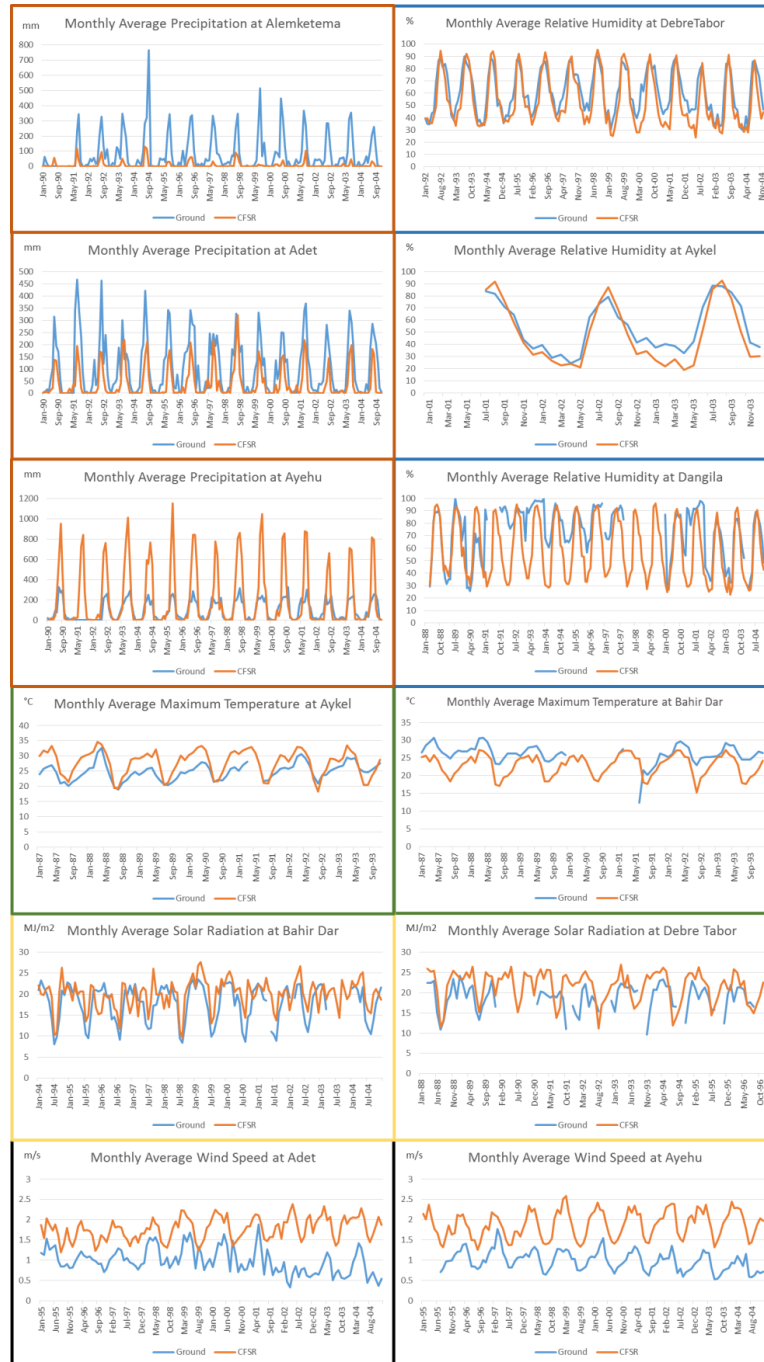 Monthly Average Precipitation at Alemketema
mm
800
700
600
500
400
300
200
100
0
Jan-90
Sep-90
May-91
Jan-92
Sep-92
May-93
Jan-94
Sep-94
May-95
Jan-96
Sep-96
May-97
Jan-98
Sep-98
May-99
Jan-00
Sep-00
May-01
Jan-02
Sep-02
May-03
Jan-04
Sep-04
Ground CFSR
Monthly Average Relative Humidity at DebreTabor
%
100
90
80
70
60
50
40
30
20
10
0
Jan-92
Aug-92
Mar-93
Oct-93
May-94
Dec-94
Jul-95
Feb-96
Sep-96
Apr-97
Nov-97
Jun-98
Jan-99
Aug-99
Mar-00
Oct-00
May-01
Dec-01
Jul-02
Feb-03
Sep-03
Apr-04
Nov-04
Ground CFSR
Monthly Average Precipitation at Adet
mm
500
450
400
350
300
250
200
150
100
50
0
Jan-90
Sep-90
May-91
Jan-92
Sep-92
May-93
Jan-94
Sep-94
May-95
Jan-96
Sep-96
May-97
Jan-98
Sep-98
May-99
Jan-00
Sep-00
May-01
Jan-02
Sep-02
May-03
Jan-04
Sep-04
Ground CFSR
Monthly Average Relative Humidity at Aykel
%
100
90
80
70
60
50
40
30
20
10
0
Jan-01
Mar-01
May-01
Jul-01
Sep-01
Nov-01
Jan-02
Mar-02
May-02
Jul-02
Sep-02
Nov-02
Jan-03
Mar-03
May-03
Jul-03
Sep-03
Nov-03
Ground CFSR
Monthly Average Precipitation at Ayehu
mm
1200
1000
800
600
400
200
0
Jan-90
Sep-90
May-91
Jan-92
Sep-92
May-93
Jan-94
Sep-94
May-95
Jan-96
Sep-96
May-97
Jan-98
Sep-98
May-99
Jan-00
Sep-00
May-01
Jan-02
Sep-02
May-03
Jan-04
Sep-04
Ground CFSR
Monthly Average Relative Humidity at Dangila
%
100
90
80
70
60
50
40
30
20
10
0
Jan-88
Oct-88
Jul-89
Apr-90
Jan-91
Oct-91
Jul-92
Apr-93
Jan-94
Oct-94
Jul-95
Apr-96
Jan-97
Oct-97
Jul-98
Apr-99
Jan-00
Oct-00
Jul-01
Apr-02
Jan-03
Oct-03
Jul-04
Ground CFSR
Monthly Average Maximum Temperature at Aykel
°C
40
35
30
25
20
15
10
5
0
Jan-87
May-87
Sep-87
Jan-88
May-88
Sep-88
Jan-89
May-89
Sep-89
Jan-90
May-90
Sep-90
Jan-91
May-91
Sep-91
Jan-92
May-92
Sep-92
Jan-93
May-93
Sep-93
Ground CFSR
Monthly Average Maximum Temperature at Bahir Dar
°C
35
30
25
20
15
10
5
0
Jan-87
May-87
Sep-87
Jan-88
May-88
Sep-88
Jan-89
May-89
Sep-89
Jan-90
May-90
Sep-90
Jan-91
May-91
Sep-91
Jan-92
May-92
Sep-92
Jan-93
May-93
Sep-93
Ground CFSR
Monthly Average Solar Radiation at Bahir Dar
MJ/m2
30
25
20
15
10
5
0
Jan-94
Jul-94
Jan-95
Jul-95
Jan-96
Jul-96
Jan-97
Jul-97
Jan-98
Jul-98
Jan-99
Jul-99
Jan-00
Jul-00
Jan-01
Jul-01
Jan-02
Jul-02
Jan-03
Jul-03
Jan-04
Jul-04
Ground CFSR
Monthly Average Solar Radiation at Debre Tabor
MJ/m2
30
25
20
15
10
5
0
Jan-88
Jun-88
Nov-88
Apr-89
Sep-89
Feb-90
Jul-90
Dec-90
May-91
Oct-91
Mar-92
Aug-92
Jan-93
Jun-93
Nov-93
Apr-94
Sep-94
Feb-95
Jul-95
Dec-95
May-96
Oct-96
Ground CFSR
Monthly Average Wind Speed at Adet
m/s
3
2.5
2
1.5
1
0.5
0
Jan-95
Jun-95
Nov-95
Apr-96
Sep-96
Feb-97
Jul-97
Dec-97
May-98
Oct-98
Mar-99
Aug-99
Jan-00
Jun-00
Nov-00
Apr-01
Sep-01
Feb-02
Jul-02
Dec-02
May-03
Oct-03
Mar-04
Aug-04
Ground CFSR
Monthly Average Wind Speed at Ayehu
m/s
3
2.5
2
1.5
1
0.5
0
Jan-95
Jun-95
Nov-95
Apr-96
Sep-96
Feb-97
Jul-97
Dec-97
May-98
Oct-98
Mar-99
Aug-99
Jan-00
Jun-00
Nov-00
Apr-01
Sep-01
Feb-02
Jul-02
Dec-02
May-03
Oct-03
Mar-04
Aug-04
Ground CFSR